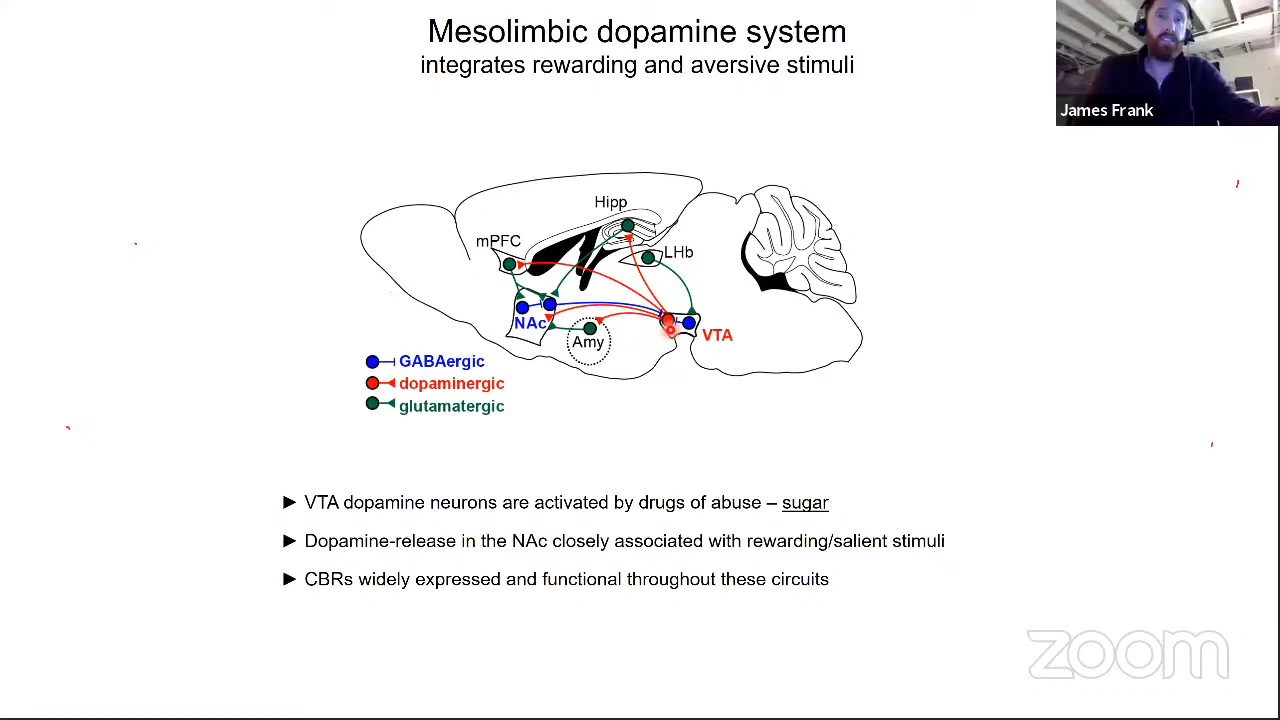 Mesolimbic dopamine system
integrates rewarding and aversive stimuli
James Frank
Hipp
mPFC
LHb
NAc
Amy
VTA
GABAergic
dopaminergic
glutamatergic
► VTA dopamine neurons are activated by drugs of abuse – sugar
► Dopamine-release in the NAc closely associated with rewarding/salient stimuli
► CBRs widely expressed and functional throughout these circuits
zoom